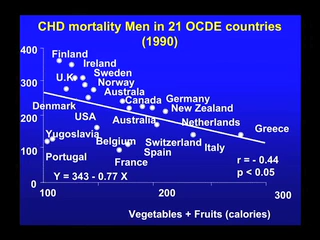 CHD mortality Men in 21 OCDE countries
(1990)
400
Finland
Ireland
U.K
Sweden
300
Norway
Australa
Canada
Germany
Denmark
New Zealand
200
USA
Australia
Netherlands
Greece
Yugoslavia
Belgium
Switzerland
Italy
100
Portugal
Spain
r = - 0.44
France
p < 0.05
Y = 343 - 0.77 X
0
100
200
300
Vegetables + Fruits (calories)